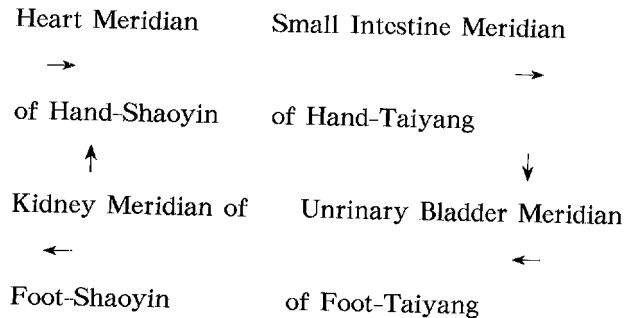 Heart Meridian
Small Intestine Meridian
→
→
of Hand-Shaoyin
of Hand-Taiyang
↑
↓
Kidney Meridian of
Unrinary Bladder Meridian
←
←
Foot-Shaoyin
of Foot-Taiyang